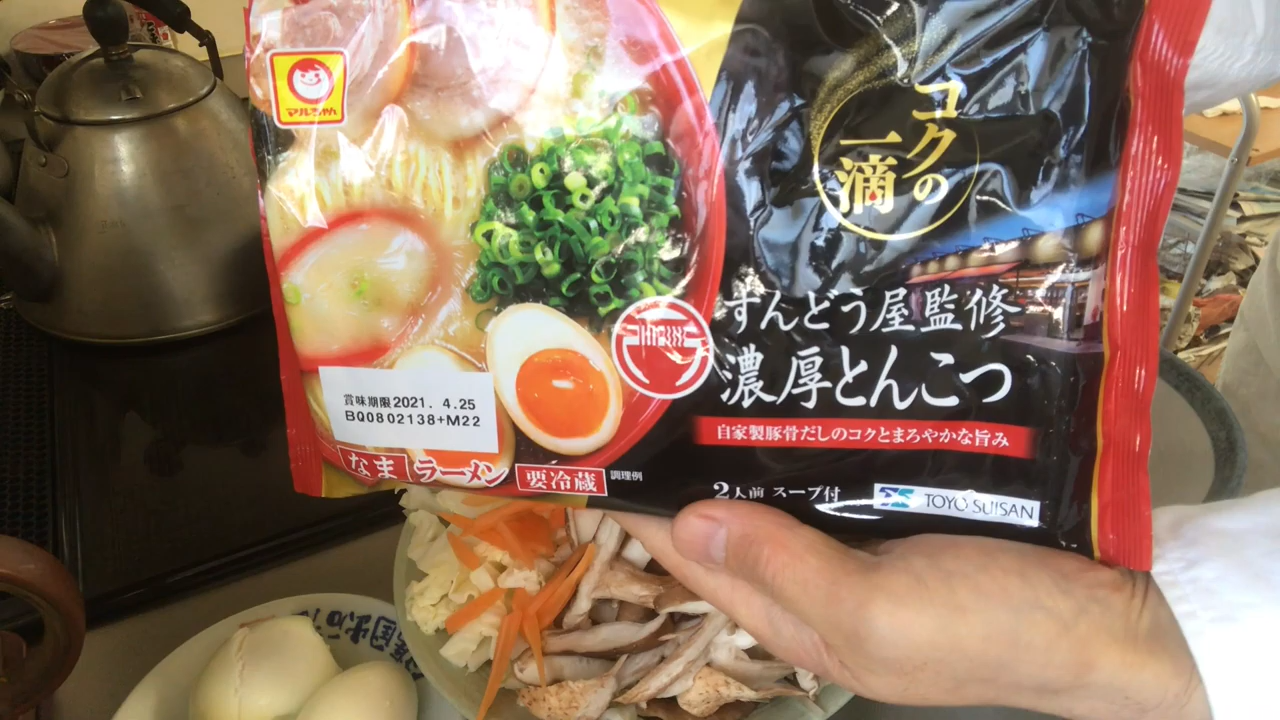 マルちゃん
コクの
一滴
すんどう屋監修
濃厚とんこつ
自家製豚骨だしのコクとまろやかな旨み
賞味期限2021. 4.25
BQ0802138+M22
なま ラーメン 要冷蔵 調理例
2人前 スープ付
TOYO SUISAN